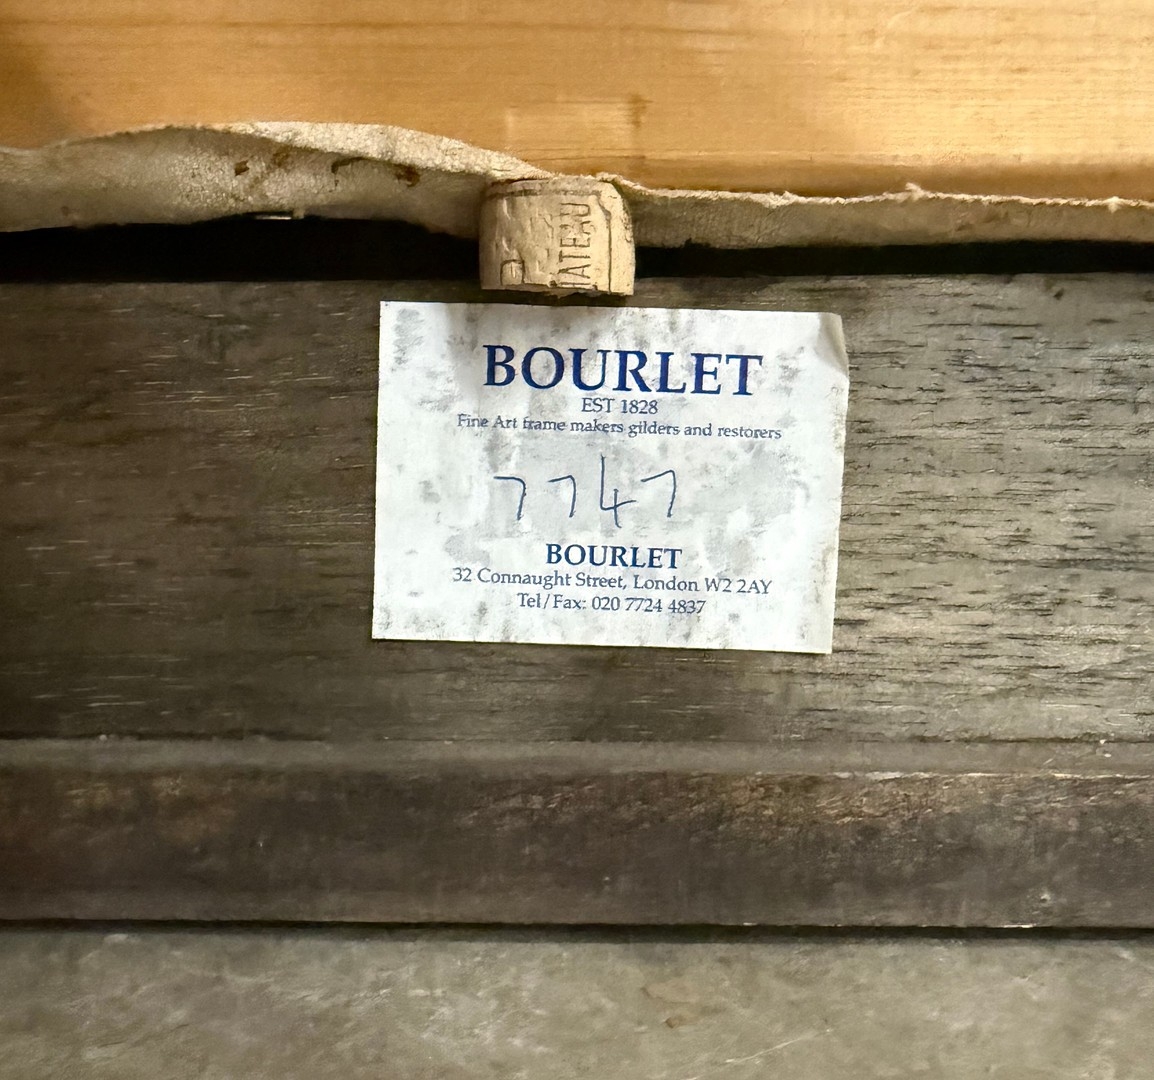 ATEAU
BOURLET
EST 1828
Fine Art frame makers gilders and restorers
7747
BOURLET
32 Connaught Street, London W2 2AY
Tel/Fax: 020 7724 4837